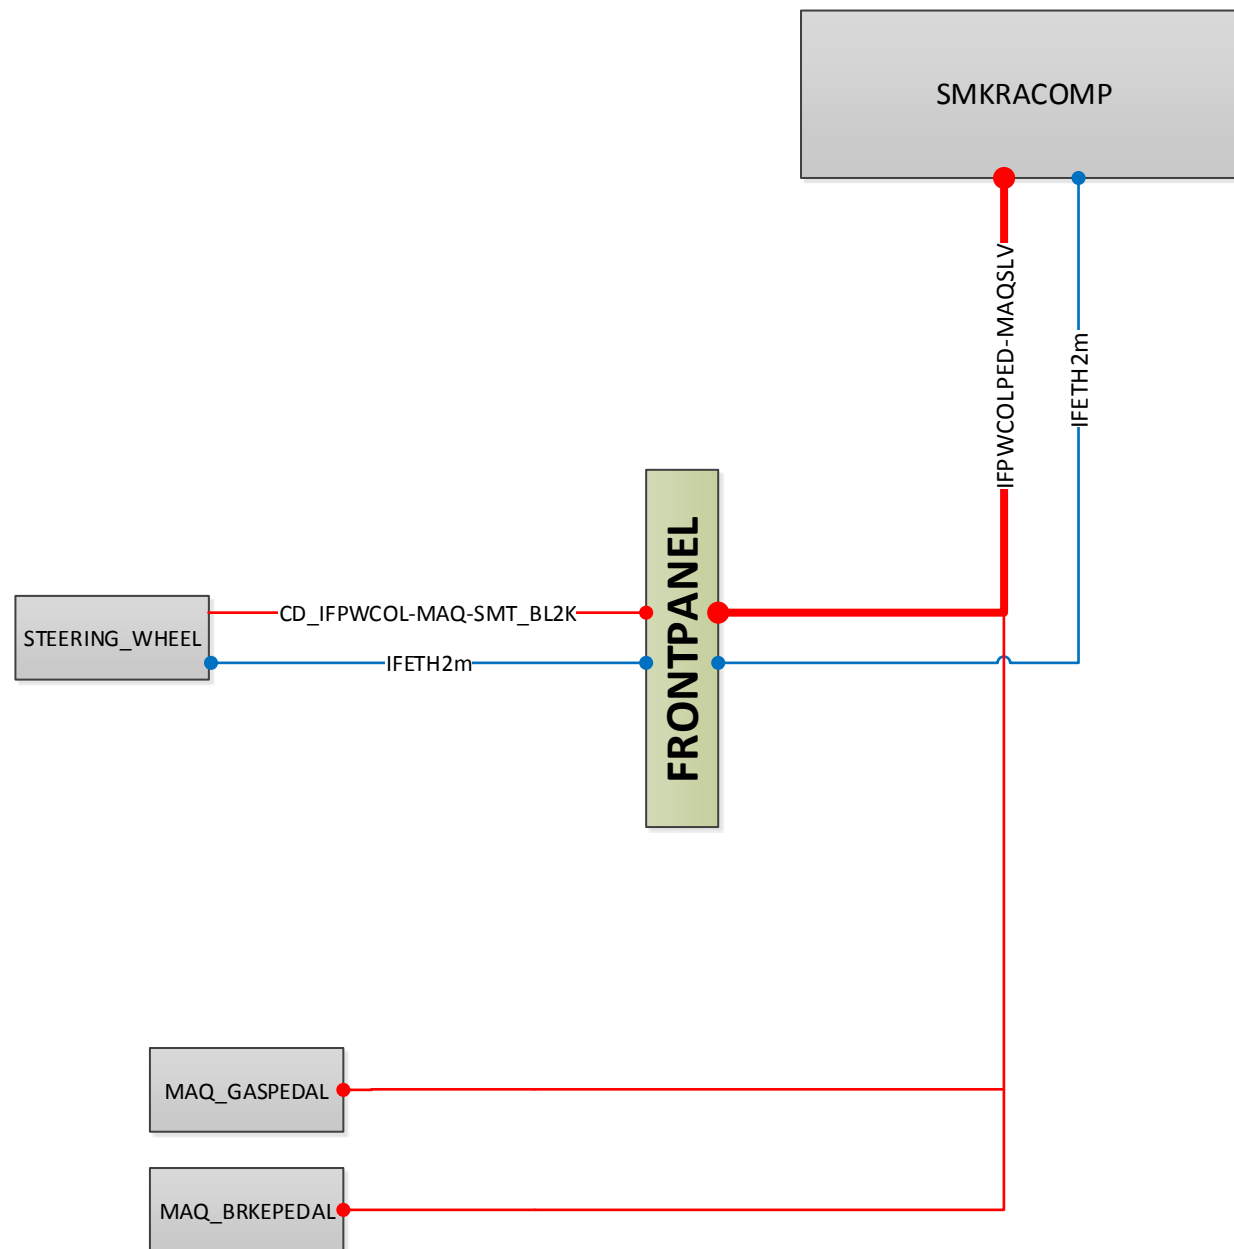 SMKRACOMP
IFPWCOLPED-MAQSLV
IFETH2m
FRONTPANEL
CD_IFPWCOL-MAQ-SMT_BL2K
STEERING_WHEEL
IFETH2m
MAQ_GASPEDAL
MAQ_BRKEPEDAL